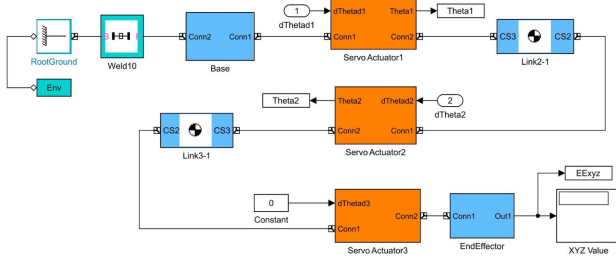 1
dThetad1
dThetad1 Theta1
Theta1
B F
Conn2 Conn1
CS3 CS2
Conn2 Conn1
RootGround
Weld10
Base
Servo Actuator1
Link2-1
Env
Theta2
Theta2 dThetad2
2
dTheta2
CS2 CS3
Conn2 Conn1
Link3-1
Servo Actuator2
EExyz
0
Constant
dThetad3
Conn2
Conn1
Conn1 Out1
Servo Actuator3
EndEffector
XYZ Value